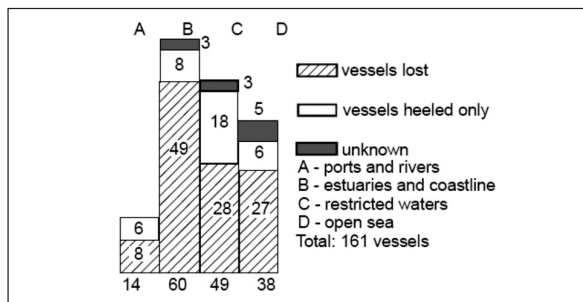 A B C D
3
8
3
18
5
6
49
28
27
6
8
14 60 49 38
vessels lost
vessels heeled only
unknown
A - ports and rivers
B - estuaries and coastline
C - restricted waters
D - open sea
Total: 161 vessels